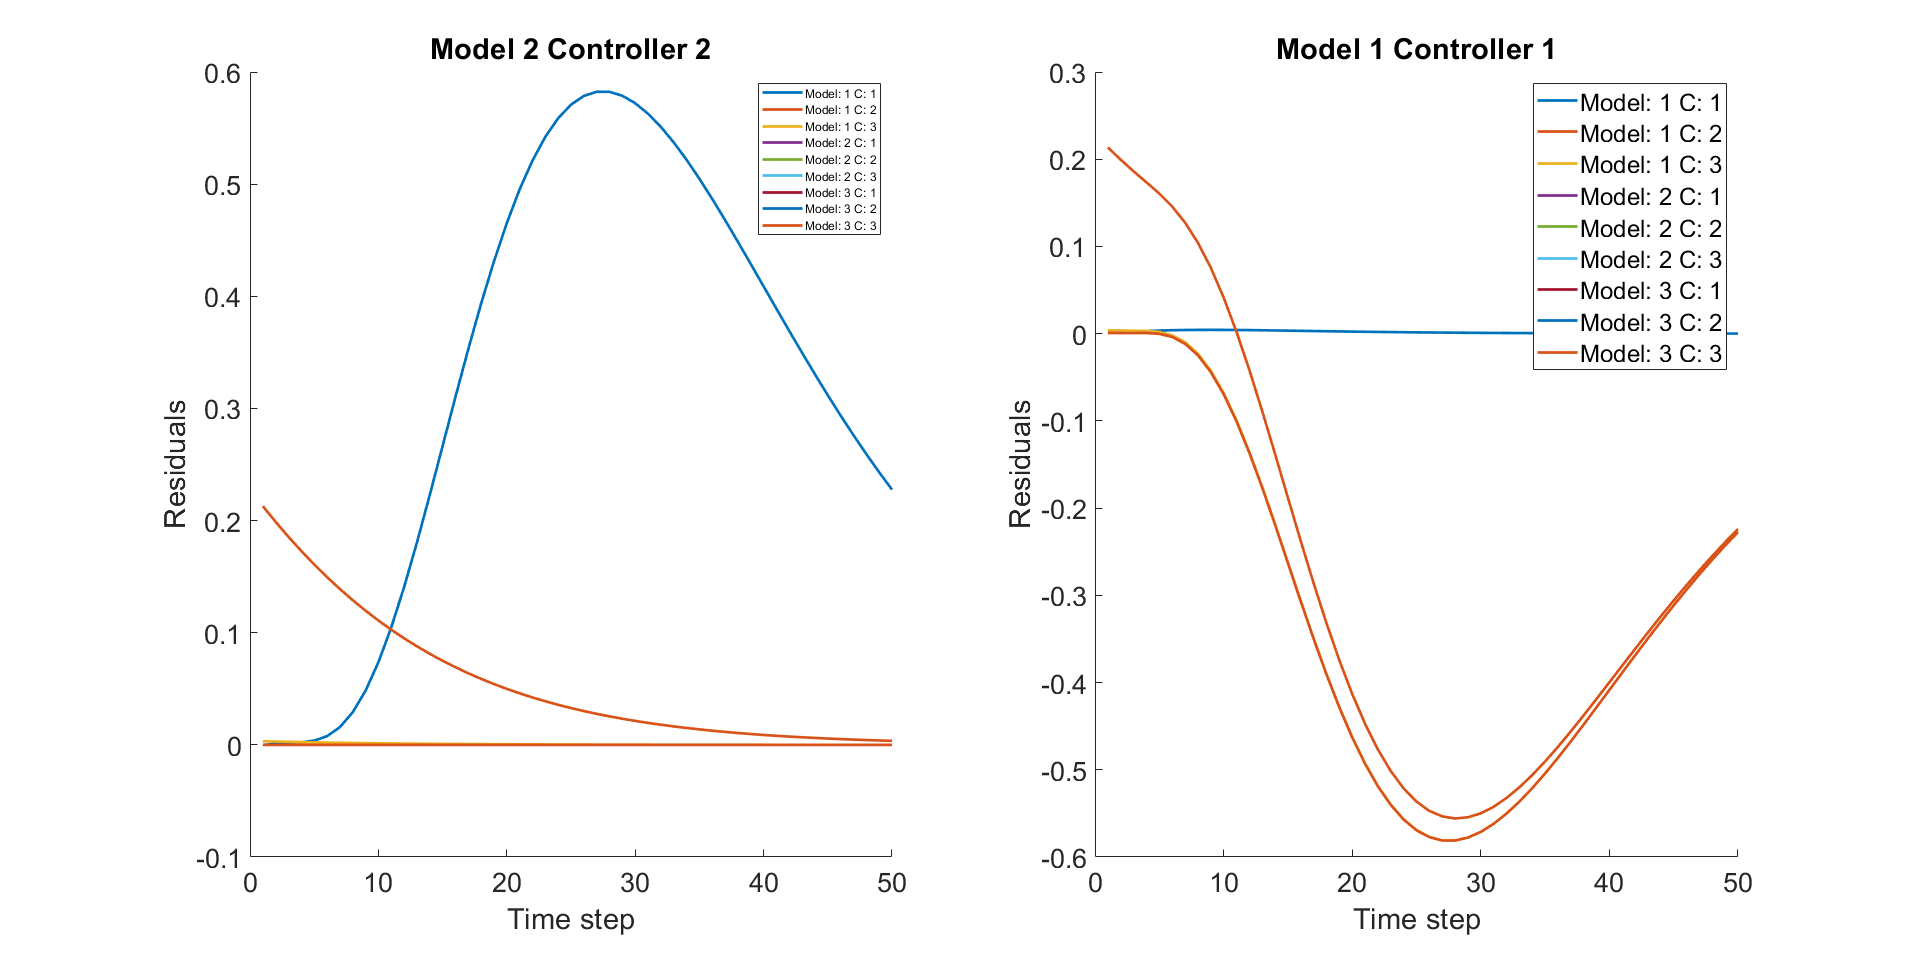 Model 2 Controller 2
0.6
0.5
0.4
0.3
0.2
0.1
0
-0.1
Residuals
0
10
20
30
40
50
Time step
Model: 1 C: 1
Model: 1 C: 2
Model: 1 C: 3
Model: 2 C: 1
Model: 2 C: 2
Model: 2 C: 3
Model: 3 C: 1
Model: 3 C: 2
Model: 3 C: 3
Model 1 Controller 1
0.3
0.2
0.1
0
-0.1
-0.2
-0.3
-0.4
-0.5
-0.6
Residuals
0
10
20
30
40
50
Time step
Model: 1 C: 1
Model: 1 C: 2
Model: 1 C: 3
Model: 2 C: 1
Model: 2 C: 2
Model: 2 C: 3
Model: 3 C: 1
Model: 3 C: 2
Model: 3 C: 3